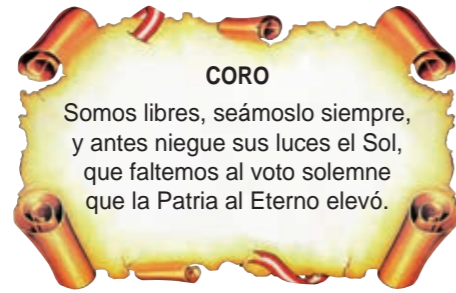 CORO
Somos libres, seámoslo siempre,
y antes niegue sus luces el Sol,
que faltemos al voto solemne
que la Patria al Eterno elevó.